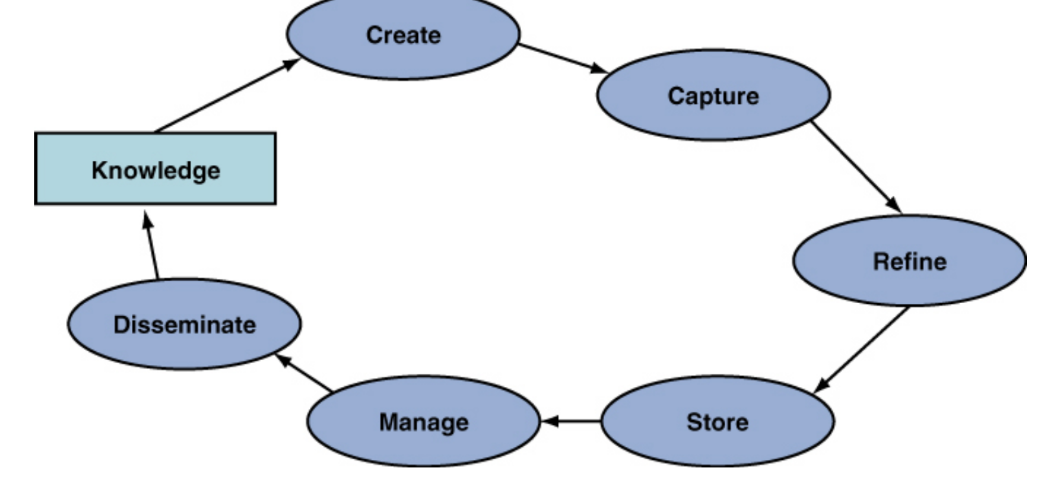 Create
Capture
Knowledge
Refine
Disseminate
Manage
Store